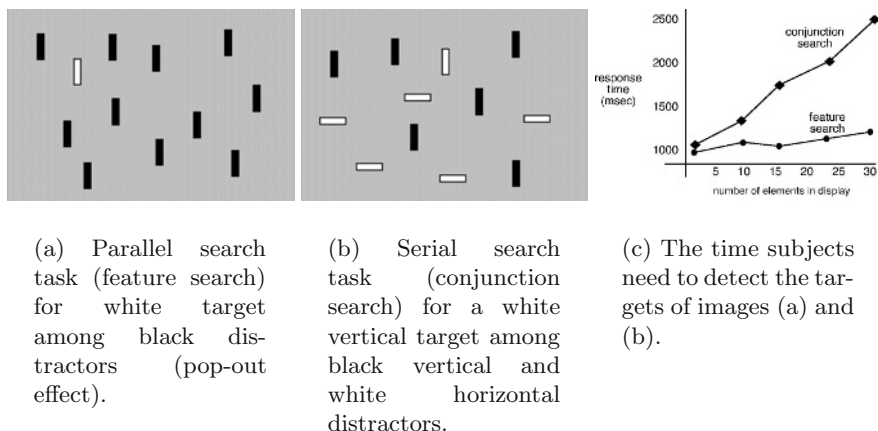 2500
conjunction
search
2000
response
time
(msec)
1500
feature
search
1000
5 10 15 20 25 30
number of elements in display
(a) Parallel search
task (feature search)
for white target
among black dis-
tractors (pop-out
effect).
(b) Serial search
task (conjunction
search) for a white
vertical target among
black vertical and
white horizontal
distractors.
(c) The time subjects
need to detect the tar-
gets of images (a) and
(b).